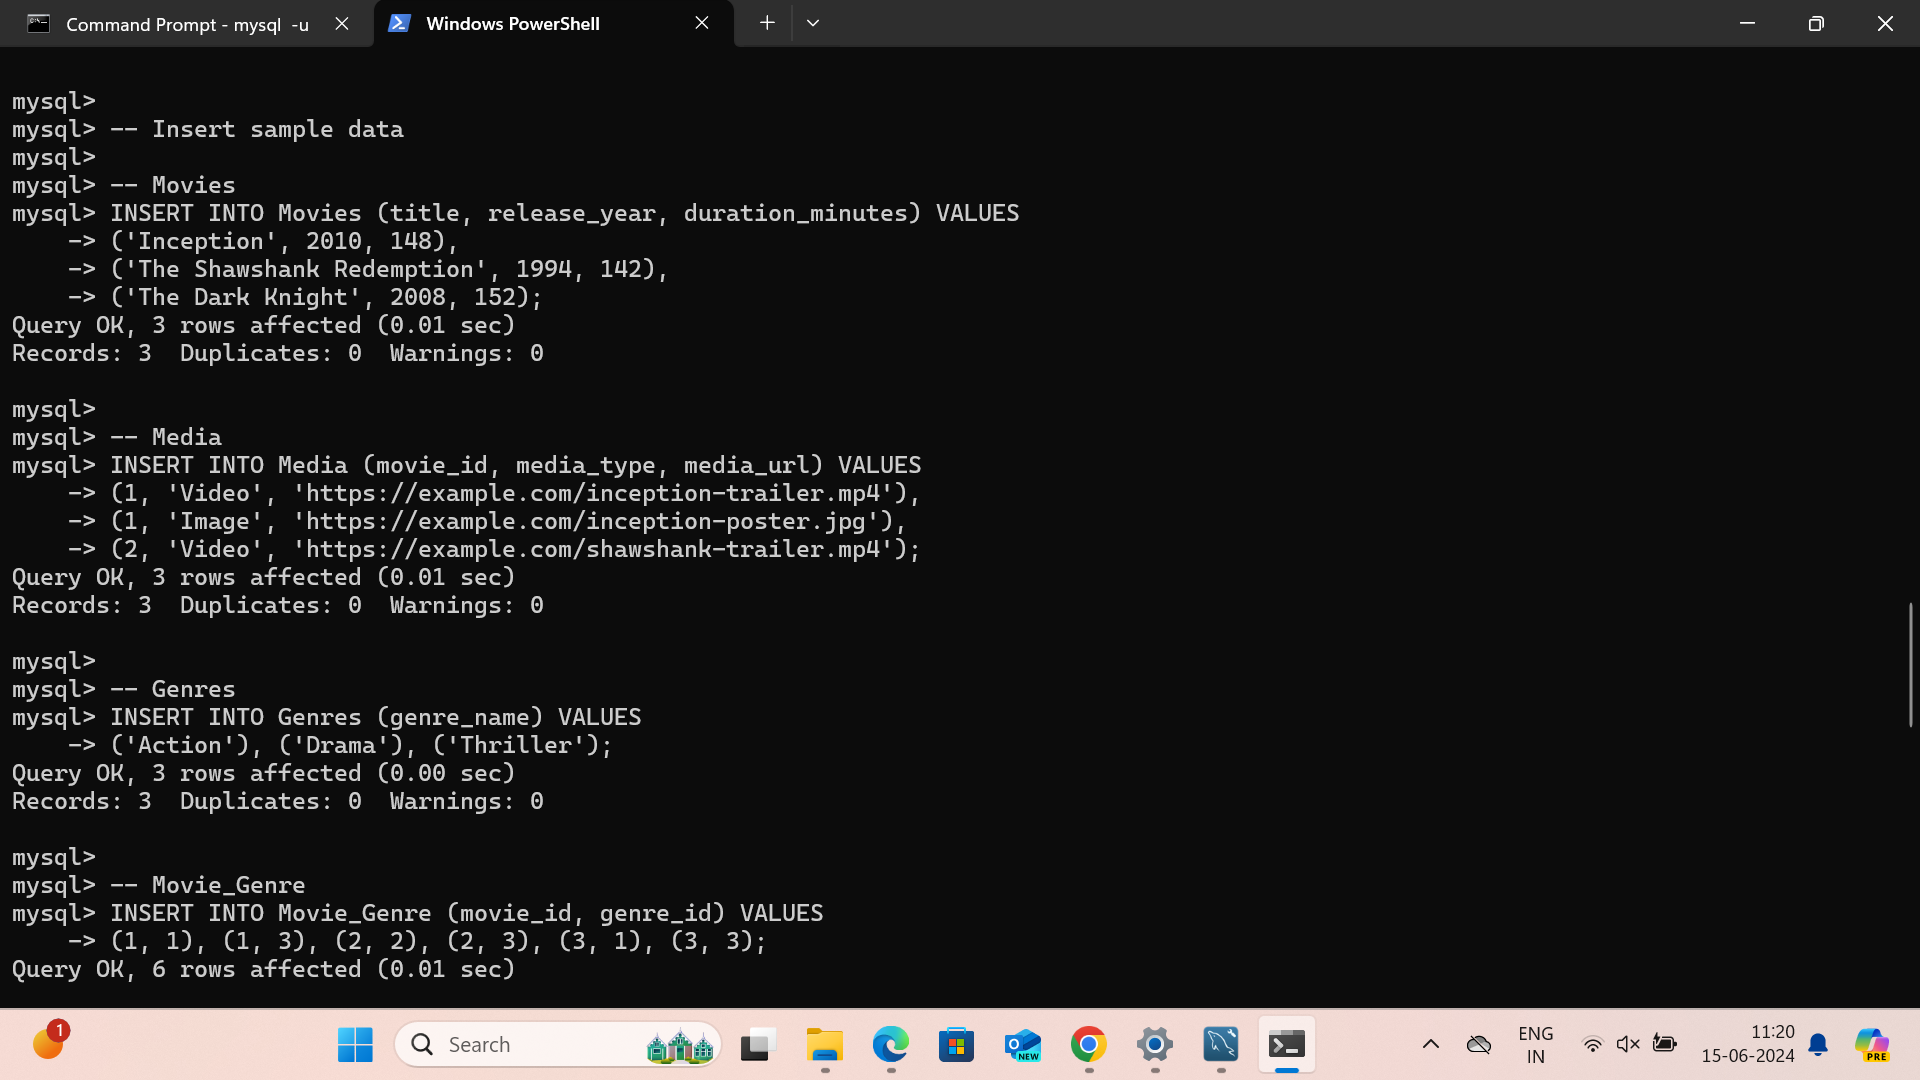 Command Prompt - mysql  -u
Windows PowerShell
mysql>
mysql> -- Insert sample data
mysql>
mysql> -- Movies
mysql> INSERT INTO Movies (title, release_year, duration_minutes) VALUES
    -> ('Inception', 2010, 148),
    -> ('The Shawshank Redemption', 1994, 142),
    -> ('The Dark Knight', 2008, 152);
Query OK, 3 rows affected (0.01 sec)
Records: 3  Duplicates: 0  Warnings: 0
mysql>
mysql> -- Media
mysql> INSERT INTO Media (movie_id, media_type, media_url) VALUES
    -> (1, 'Video', 'https://example.com/inception-trailer.mp4'),
    -> (1, 'Image', 'https://example.com/inception-poster.jpg'),
    -> (2, 'Video', 'https://example.com/shawshank-trailer.mp4');
Query OK, 3 rows affected (0.01 sec)
Records: 3  Duplicates: 0  Warnings: 0
mysql>
mysql> -- Genres
mysql> INSERT INTO Genres (genre_name) VALUES
    -> ('Action'), ('Drama'), ('Thriller');
Query OK, 3 rows affected (0.00 sec)
Records: 3  Duplicates: 0  Warnings: 0
mysql>
mysql> -- Movie_Genre
mysql> INSERT INTO Movie_Genre (movie_id, genre_id) VALUES
    -> (1, 1), (1, 3), (2, 2), (2, 3), (3, 1), (3, 3);
Query OK, 6 rows affected (0.01 sec)
1
Search
NEW
ENG
IN
11:20
15-06-2024
PRE